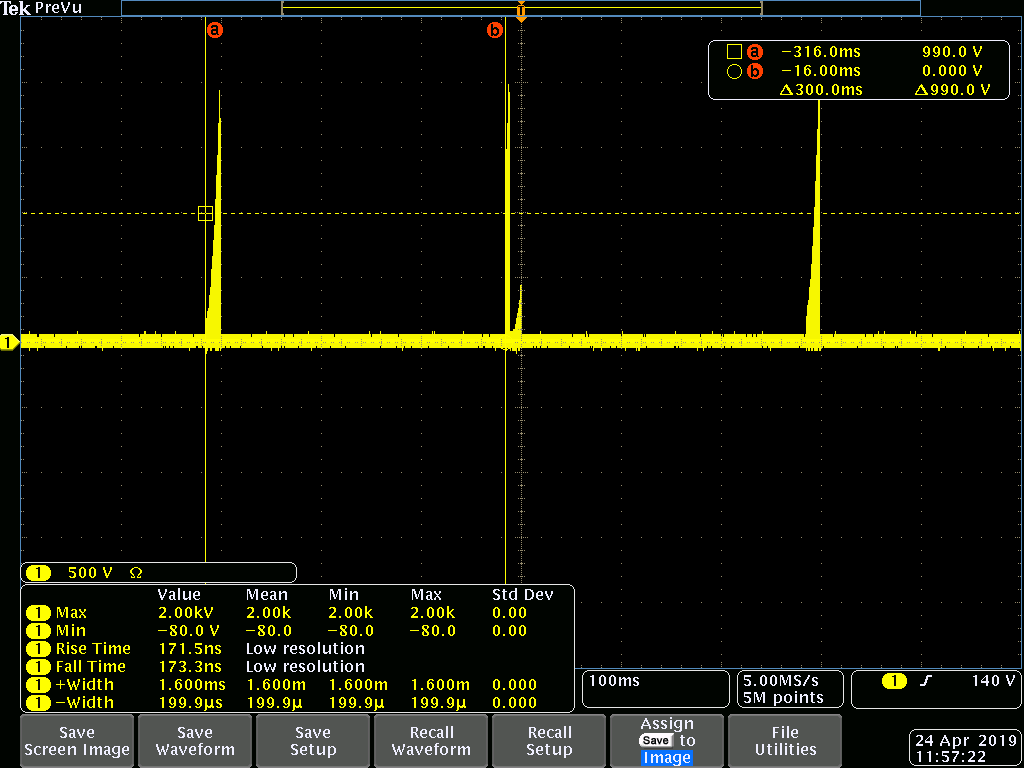 Tek PreVu
T
a
b
a −316.0ms 990.0 V
b −16.00ms 0.000 V
Δ300.0ms Δ990.0 V
1
1 500 V Ω
Value Mean Min Max Std Dev
1 Max 2.00kV 2.00k 2.00k 2.00k 0.00
1 Min −80.0 V −80.0 −80.0 −80.0 0.00
1 Rise Time 171.5ns Low resolution
1 Fall Time 173.3ns Low resolution
1 +Width 1.600ms 1.600m 1.600m 1.600m 0.000
1 −Width 199.9µs 199.9µ 199.9µ 199.9µ 0.000
100ms
5.00MS/s
5M points
1 140 V
Save
Screen Image
Save
Waveform
Save
Setup
Recall
Waveform
Recall
Setup
Assign
Save to
Image
File
Utilities
24 Apr 2019
11:57:22